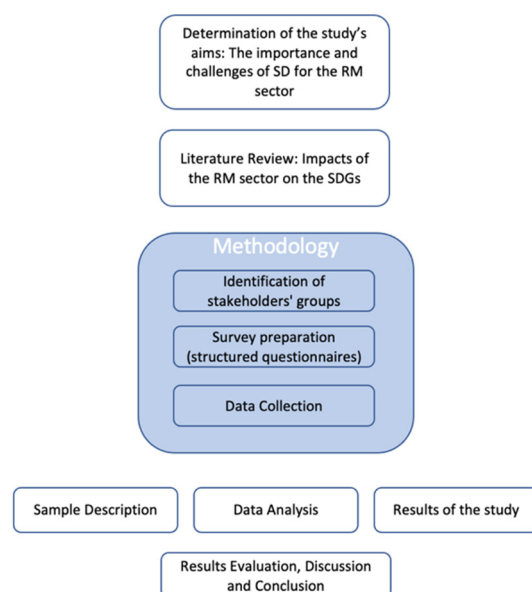 Determination of the study's
aims: The importance and
challenges of SD for the RM
sector
Literature Review: Impacts of
the RM sector on the SDGs
Methodology
Identification of
stakeholders' groups
Survey preparation
(structured questionnaires)
Data Collection
Sample Description
Data Analysis
Results of the study
Results Evaluation, Discussion
and Conclusion